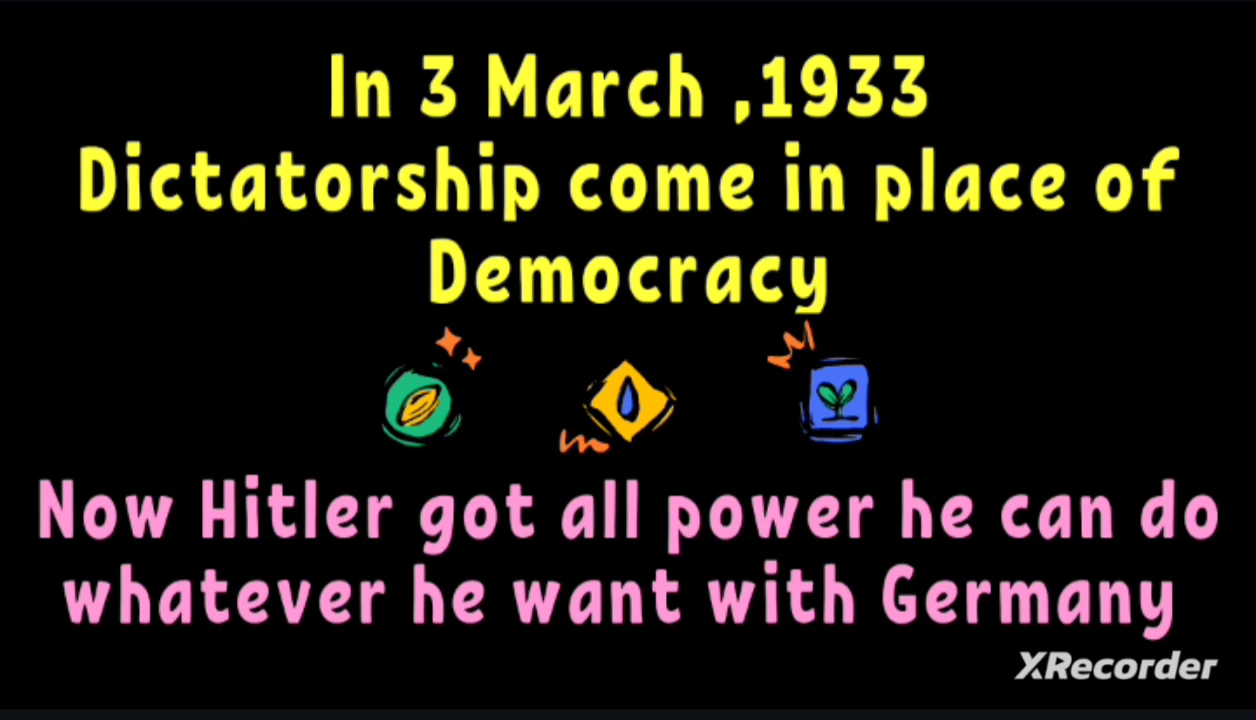 In 3 March ,1933
Dictatorship come in place of
Democracy
Now Hitler got all power he can do
whatever he want with Germany
XRecorder